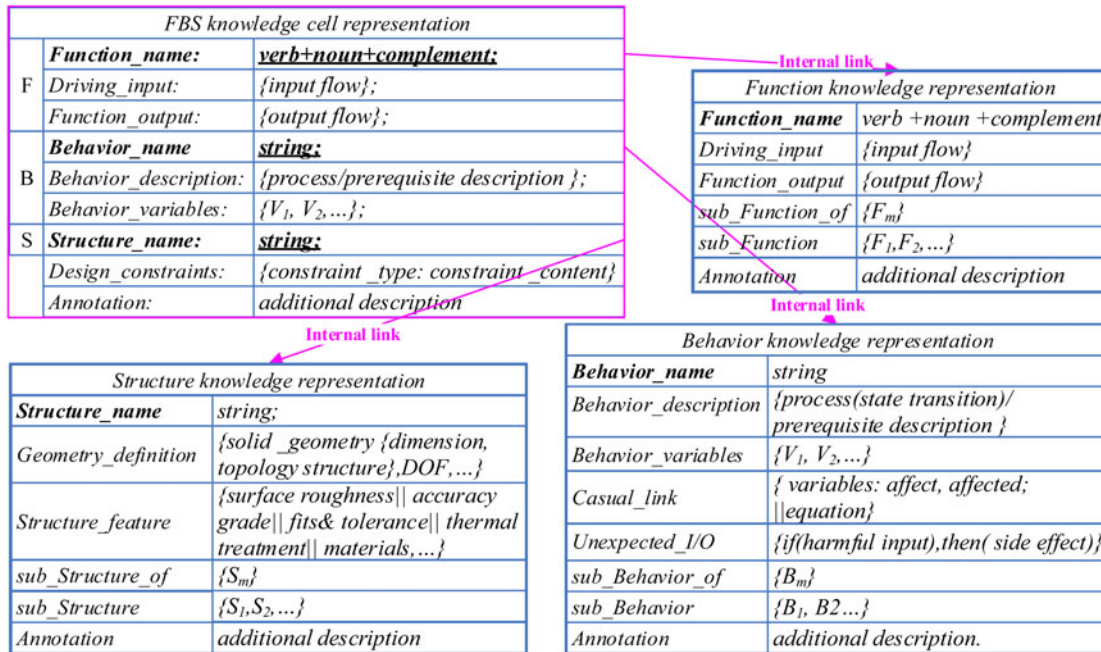 FBS knowledge cell representation
F
Function_name: verb+noun+complement;
Driving_input: {input flow};
Function_output: {output flow};
B
Behavior_name string;
Behavior_description: {process/prerequisite description };
Behavior_variables: {V1, V2,...};
S Structure_name: string;
Design_constraints: {constraint _type: constraint _content}
Annotation: additional description
Internal link
Function knowledge representation
Function_name verb +noun +complement
Driving_input {input flow}
Function_output {output flow}
sub_Function_of {Fm}
sub_Function {F1,F2,...}
Annotation additional description
Internal link
Internal link
Structure knowledge representation
Structure_name string;
Geometry_definition {solid _geometry {dimension,
topology structure},DOF,...}
Structure_feature {surface roughness|| accuracy
grade|| fits& tolerance|| thermal
treatment|| materials,...}
sub_Structure_of {Sm}
sub_Structure {S1,S2,...}
Annotation additional description
Behavior knowledge representation
Behavior_name string
Behavior_description {process(state transition)/
prerequisite description }
Behavior_variables {V1, V2,...}
Casual_link { variables: affect, affected;
||equation}
Unexpected_I/O {if(harmful input),then( side effect)}
sub_Behavior_of {Bm}
sub_Behavior {B1, B2...}
Annotation additional description.